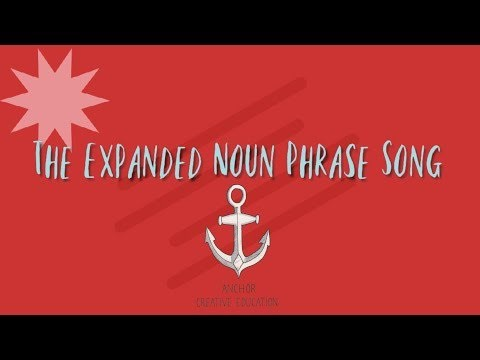 THE EXPANDED NOUN PHRASE SONG
ANCHOR
CREATIVE EDUCATION